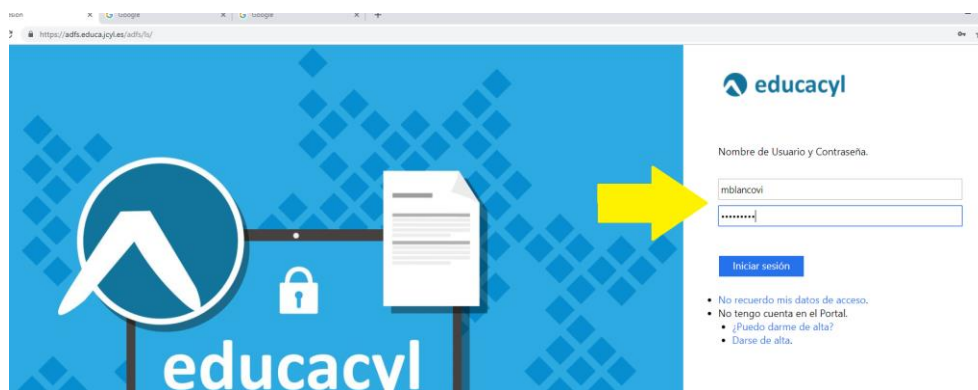 Google
Google
https://adfs.educa.jcyl.es/adfs/ls/
educacyl
educacyl
Nombre de Usuario y Contraseña.
mblancovi
•••••••••
Iniciar sesión
• No recuerdo mis datos de acceso.
• No tengo cuenta en el Portal.
• ¿Puedo darme de alta?
• Darse de alta.